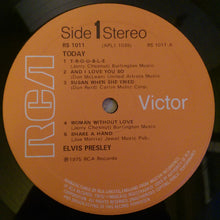 Side 1 Stereo
RS 1011
(APL1 1039)
RS 1011-A
TODAY
1 T-R-O-U-B-L-E
(Jerry Chesnut) Burlington Music
2 AND I LOVE YOU SO
(Don McLean) United Artists Music
3 SUSAN WHEN SHE TRIED
(Don Reid) Carlin Music Corp.
4 WOMAN WITHOUT LOVE
(Jerry Chesnut) Burlington Music
5 SHAKE A HAND
(Joe Morris) Jewel Music Pub.
ELVIS PRESLEY
℗ 1975 RCA Records
RCA
Victor